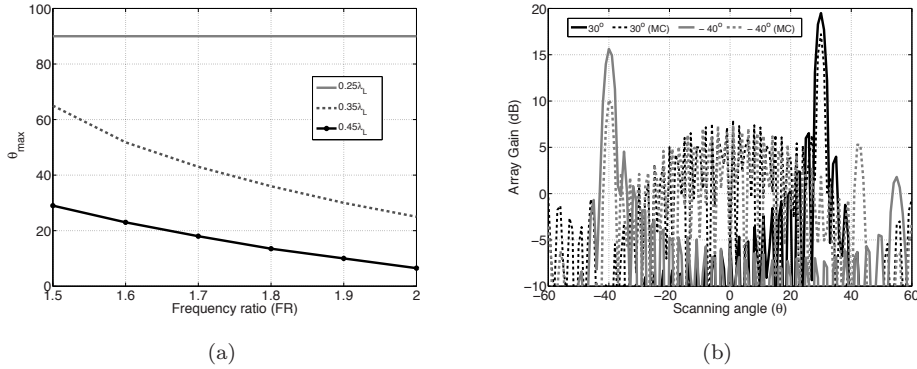 100
80
60
40
20
0
θmax
1.5 1.6 1.7 1.8 1.9 2
Frequency ratio (FR)
0.25λL
0.35λL
0.45λL
(a)
20
15
10
5
0
−5
−10
Array Gain (dB)
−60 −40 −20 0 20 40 60
Scanning angle (θ)
30° 30° (MC) − 40° − 40° (MC)
(b)